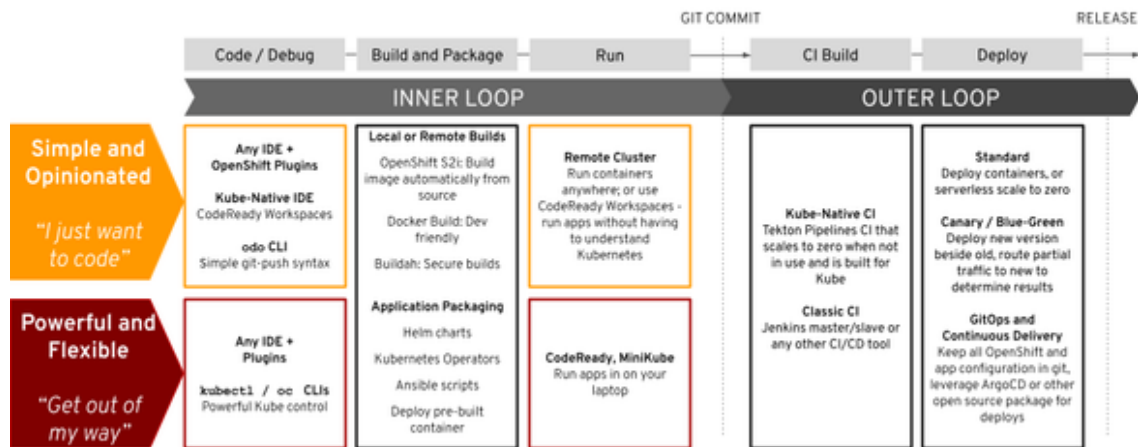 GIT COMMIT
RELEASE
Code / Debug
Build and Package
Run
CI Build
Deploy
INNER LOOP
OUTER LOOP
Simple and
Opinionated
"I just want
to code"
Any IDE +
OpenShift Plugins
Kube-Native IDE
CodeReady Workspaces
odo CLI
Simple git-push syntax
Local or Remote Builds
OpenShift S2i: Build
image automatically from
source
Docker Build: Dev
friendly
Buildah: Secure builds
Application Packaging
Helm charts
Kubernetes Operators
Ansible scripts
Deploy pre-built
container
Remote Cluster
Run containers
anywhere; or use
CodeReady Workspaces -
run apps without having
to understand
Kubernetes
Kube-Native CI
Tekton Pipelines CI that
scales to zero when not
in use and is built for
Kube
Classic CI
Jenkins master/slave or
any other CI/CD tool
Standard
Deploy containers, or
serverless scale to zero
Canary / Blue-Green
Deploy new version
beside old, route partial
traffic to new to
determine results
GitOps and
Continuous Delivery
Keep all OpenShift and
app configuration in git,
leverage ArgoCD or other
open source package for
deploys
Powerful and
Flexible
"Get out of
my way"
Any IDE +
Plugins
kubectl / oc CLIs
Powerful Kube control
CodeReady, MiniKube
Run apps in on your
laptop